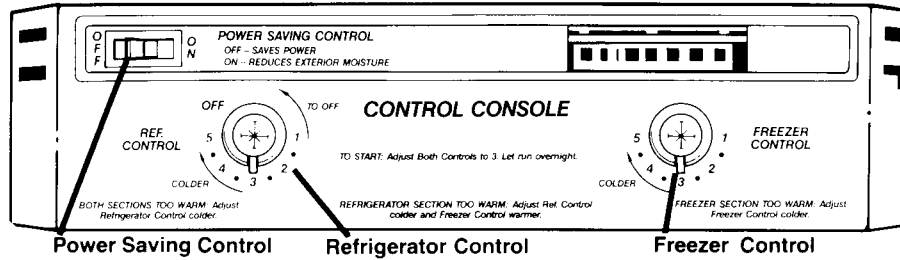 OFF
ON
POWER SAVING CONTROL
OFF – SAVES POWER
ON – REDUCES EXTERIOR MOISTURE
OFF
TO OFF
CONTROL CONSOLE
REF.
CONTROL
5
1
4
2
3
COLDER
TO START: Adjust Both Controls to 3. Let run overnight.
5
1
4
2
3
COLDER
FREEZER
CONTROL
BOTH SECTIONS TOO WARM: Adjust
Refrigerator Control colder.
REFRIGERATOR SECTION TOO WARM: Adjust Ref. Control
colder and Freezer Control warmer.
FREEZER SECTION TOO WARM: Adjust
Freezer Control colder.
Power Saving Control
Refrigerator Control
Freezer Control